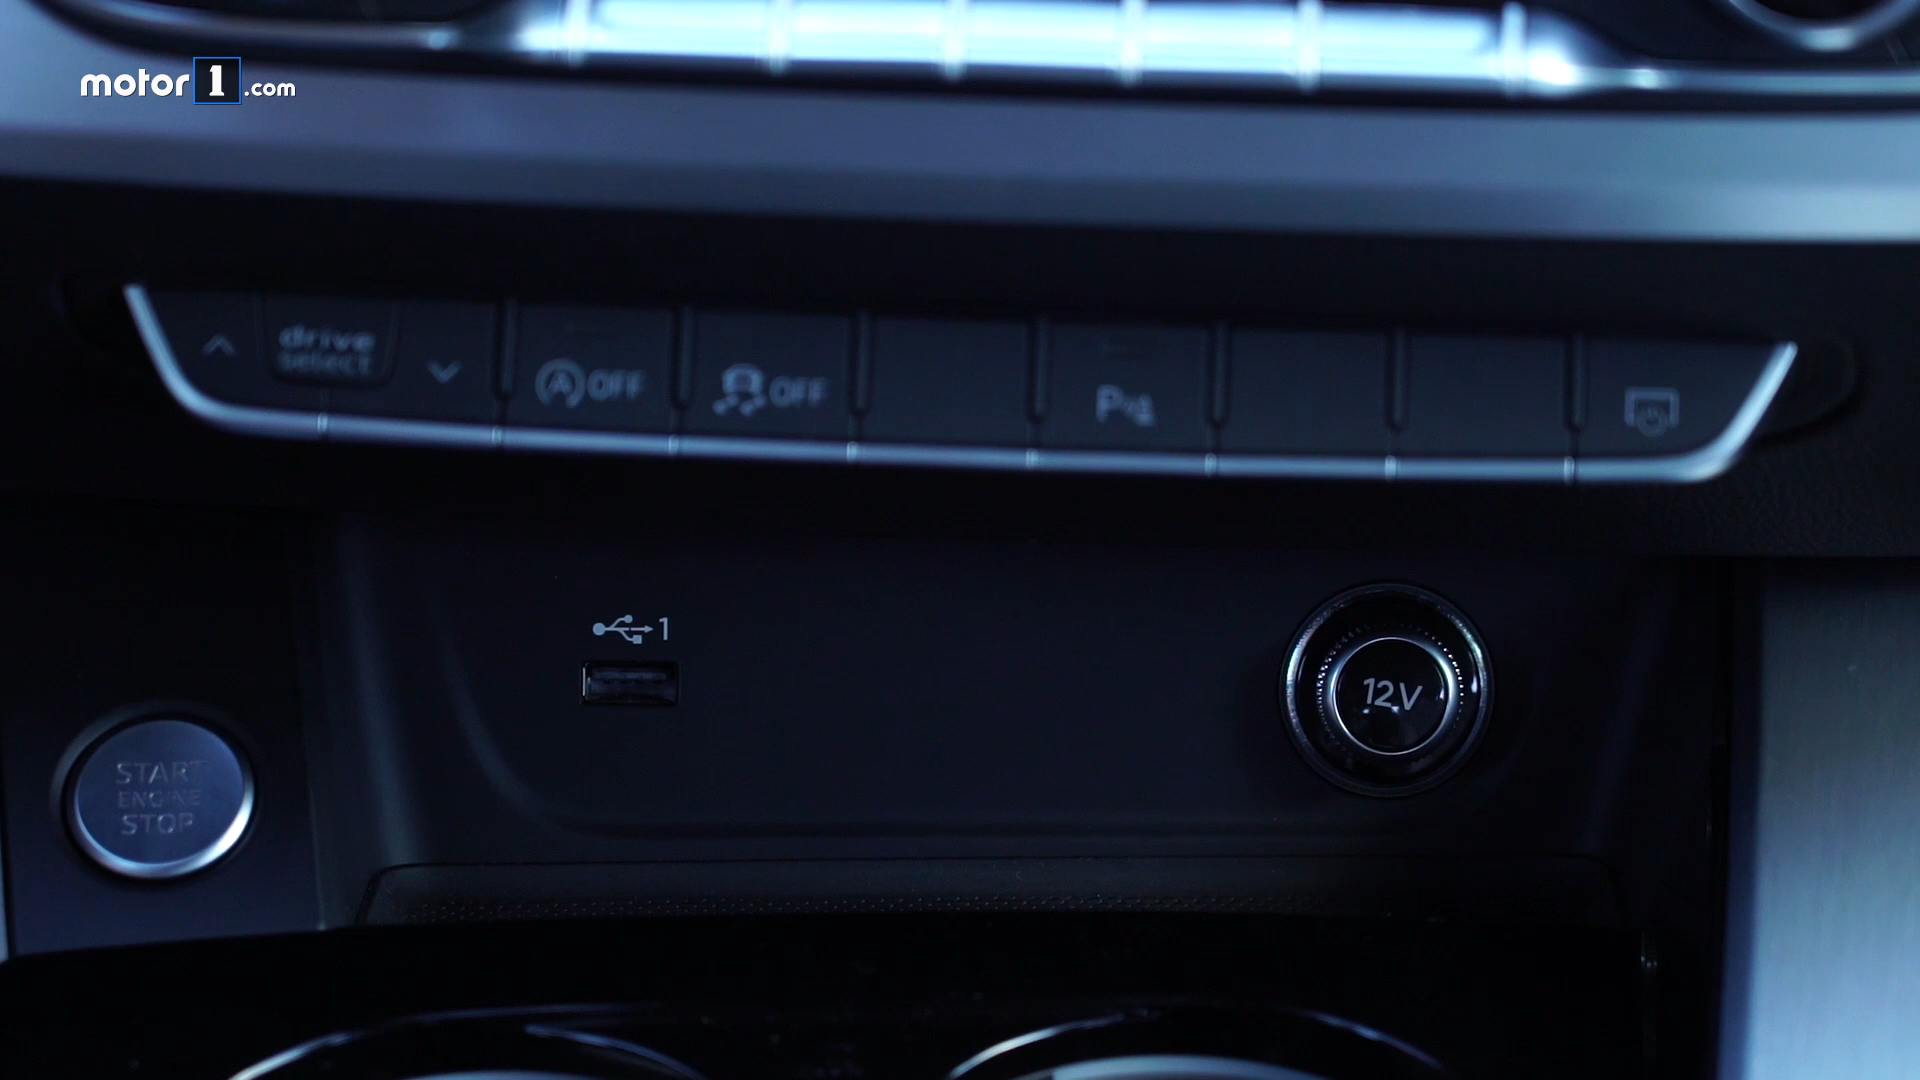 motor1.com
drive
select
OFF
OFF
P
1
12V
START
ENGINE
STOP